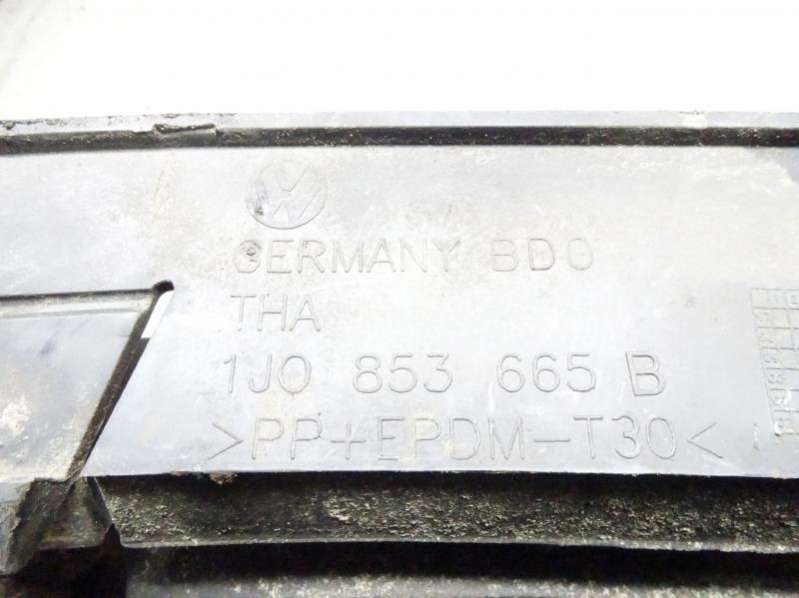 GERMANY BDO
THA
1J0 853 665 B
>PP+EPDM-T30<